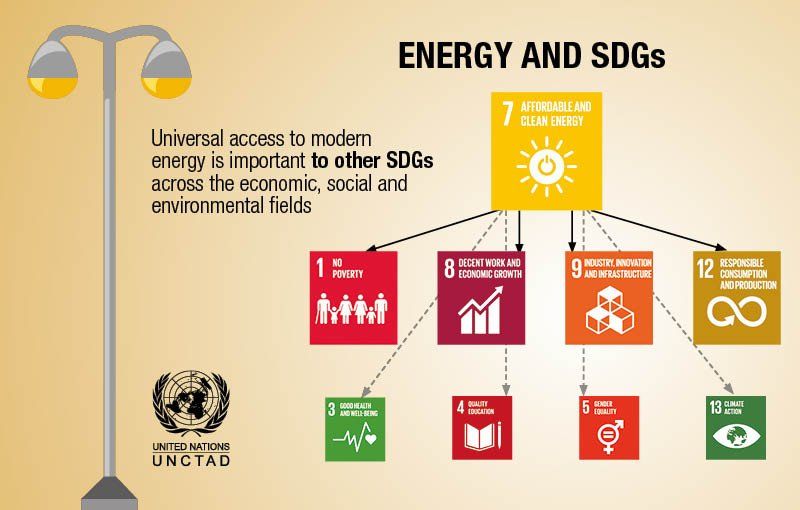 ENERGY AND SDGs
7 AFFORDABLE AND
CLEAN ENERGY
Universal access to modern
energy is important to other SDGs
across the economic, social and
environmental fields
1 NO
POVERTY
8 DECENT WORK AND
ECONOMIC GROWTH
9 INDUSTRY, INNOVATION
AND INFRASTRUCTURE
12 RESPONSIBLE
CONSUMPTION
AND PRODUCTION
3 GOOD HEALTH
AND WELL-BEING
4 QUALITY
EDUCATION
5 GENDER
EQUALITY
13 CLIMATE
ACTION
UNITED NATIONS
UNCTAD